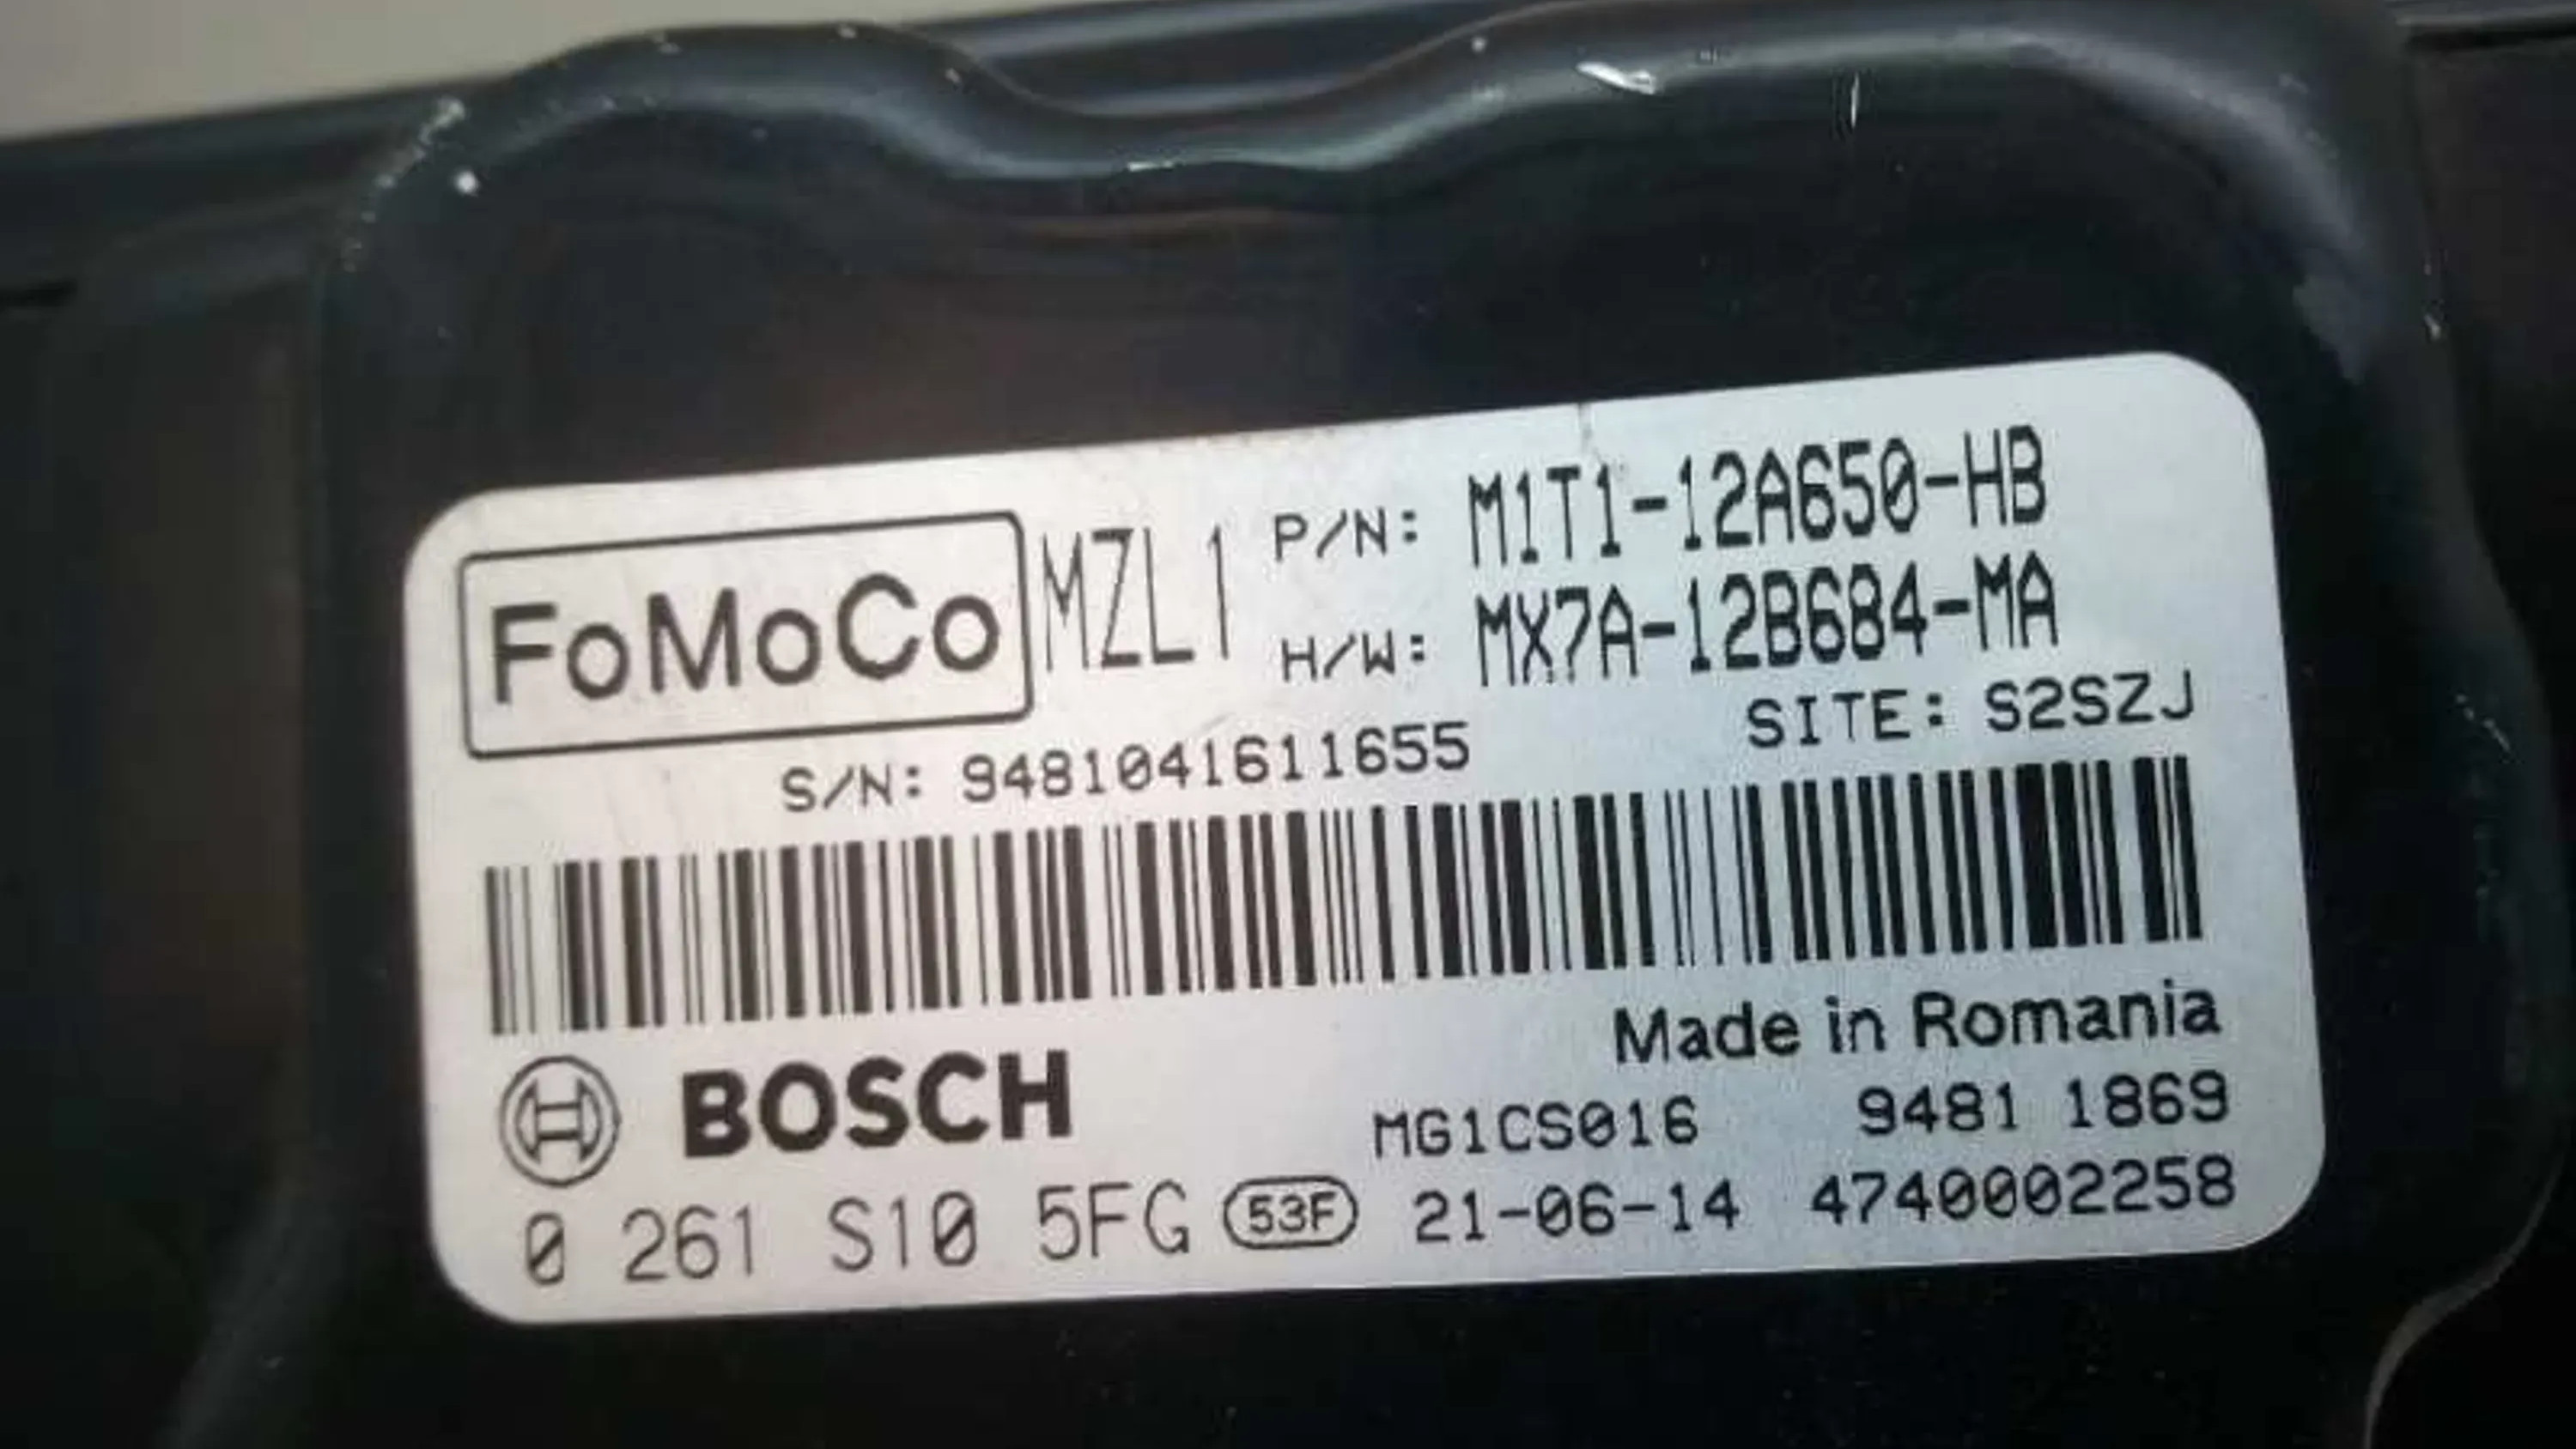 FoMoCo MZL1 P/N: M1T1-12A650-HB
H/W: MX7A-12B684-MA
S/N: 9481041611655 SITE: S2SZJ
Made in Romania
BOSCH MG1CS016 9481 1869
0 261 S10 5FG 53F 21-06-14 4740002258